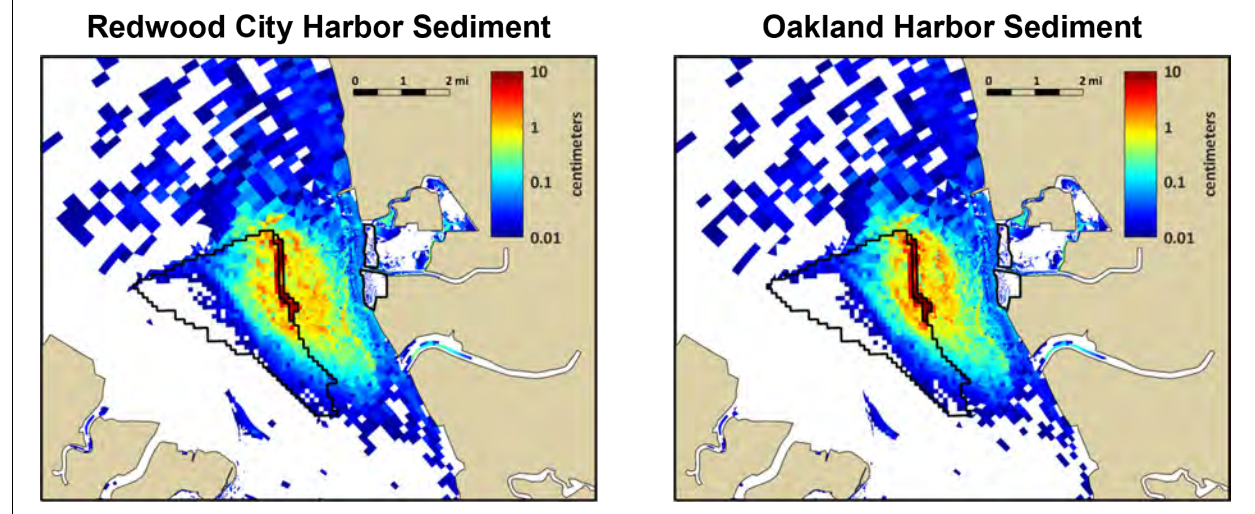 Redwood City Harbor Sediment
0 1 2 mi
10
1
0.1
0.01
centimeters
Oakland Harbor Sediment
0 1 2 mi
10
1
0.1
0.01
centimeters